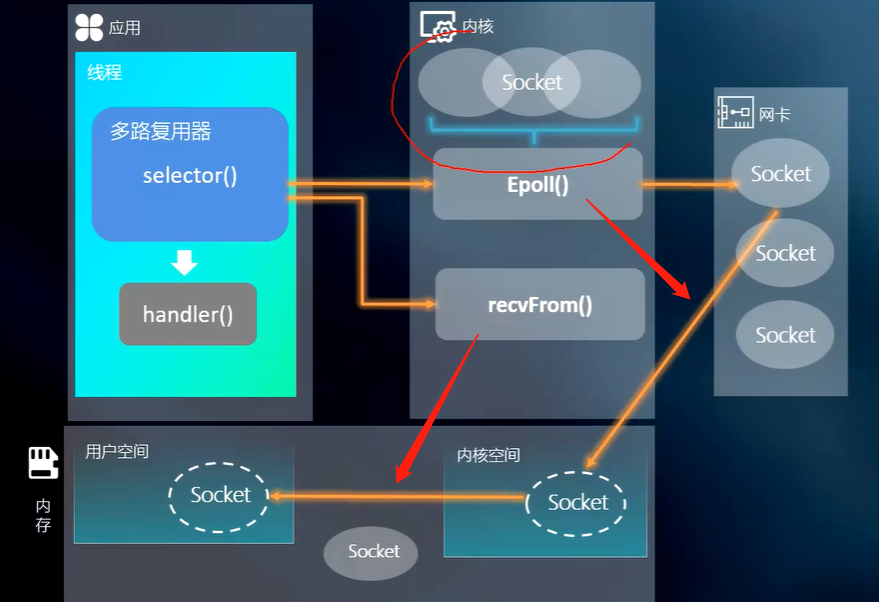 应用
线程
多路复用器
selector()
handler()
内核
Socket
Epoll()
recvFrom()
网卡
Socket
Socket
Socket
内存
用户空间
Socket
Socket
内核空间
Socket